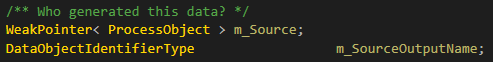 /** Who generated this data? */
WeakPointer< ProcessObject > m_Source;
DataObjectIdentifierType m_SourceOutputName;